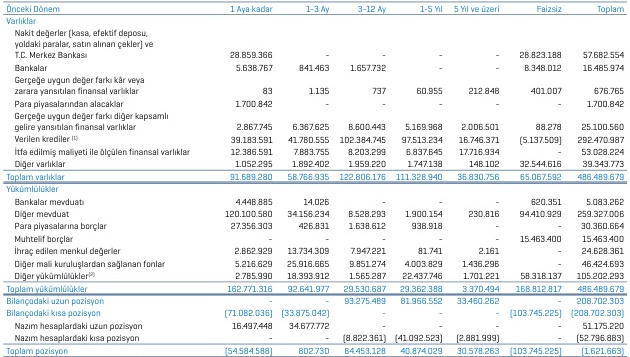 Önceki Dönem 1 Aya kadar 1-3 Ay 3-12 Ay 1-5 Yıl 5 Yıl ve üzeri Faizsiz Toplam
Varlıklar
Nakit değerler (kasa, efektif deposu,
yoldaki paralar, satın alınan çekler) ve
T.C. Merkez Bankası 28.859.366 - - - - 28.823.188 57.682.554
Bankalar 5.638.767 841.463 1.657.732 - - 8.348.012 16.485.974
Gerçeğe uygun değer farkı kâr veya
zarara yansıtılan finansal varlıklar 83 1.135 737 60.955 212.848 401.007 676.765
Para piyasalarından alacaklar 1.700.842 - - - - - 1.700.842
Gerçeğe uygun değer farkı diğer kapsamlı
gelire yansıtılan finansal varlıklar 2.867.745 6.367.625 8.600.443 5.169.968 2.006.501 88.278 25.100.560
Verilen krediler (1) 39.183.591 41.780.555 102.384.745 97.513.234 16.746.371 (5.137.509) 292.470.987
İtfa edilmiş maliyeti ile ölçülen finansal varlıklar 12.386.591 7.883.755 8.203.299 6.837.645 17.716.934 - 53.028.224
Diğer varlıklar 1.052.295 1.892.402 1.959.220 1.747.138 148.102 32.544.616 39.343.773
Toplam varlıklar 91.689.280 58.766.935 122.806.176 111.328.940 36.830.756 65.067.592 486.489.679
Yükümlülükler
Bankalar mevduatı 4.448.885 14.026 - - - 620.351 5.083.262
Diğer mevduat 120.100.580 34.156.234 8.528.293 1.900.154 230.816 94.410.929 259.327.006
Para piyasalarına borçlar 27.356.303 426.831 1.638.612 938.918 - - 30.360.664
Muhtelif borçlar - - - - - 15.463.400 15.463.400
İhraç edilen menkul değerler 2.862.929 13.734.309 7.947.221 81.741 2.161 - 24.628.361
Diğer mali kuruluşlardan sağlanan fonlar 5.216.629 25.916.665 9.851.274 4.003.829 1.436.296 - 46.424.693
Diğer yükümlülükler(2) 2.785.990 18.393.912 1.565.287 22.437.746 1.701.221 58.318.137 105.202.293
Toplam yükümlülükler 162.771.316 92.641.977 29.530.687 29.362.388 3.370.494 168.812.817 486.489.679
Bilançodaki uzun pozisyon - - 93.275.489 81.966.552 33.460.262 - 208.702.303
Bilançodaki kısa pozisyon (71.082.036) (33.875.042) - - - (103.745.225) (208.702.303)
Nazım hesaplardaki uzun pozisyon 16.497.448 34.677.772 - - - - 51.175.220
Nazım hesaplardaki kısa pozisyon - - (8.822.361) (41.092.523) (2.881.999) - (52.796.883)
Toplam pozisyon (54.584.588) 802.730 84.453.128 40.874.029 30.578.263 (103.745.225) (1.621.663)